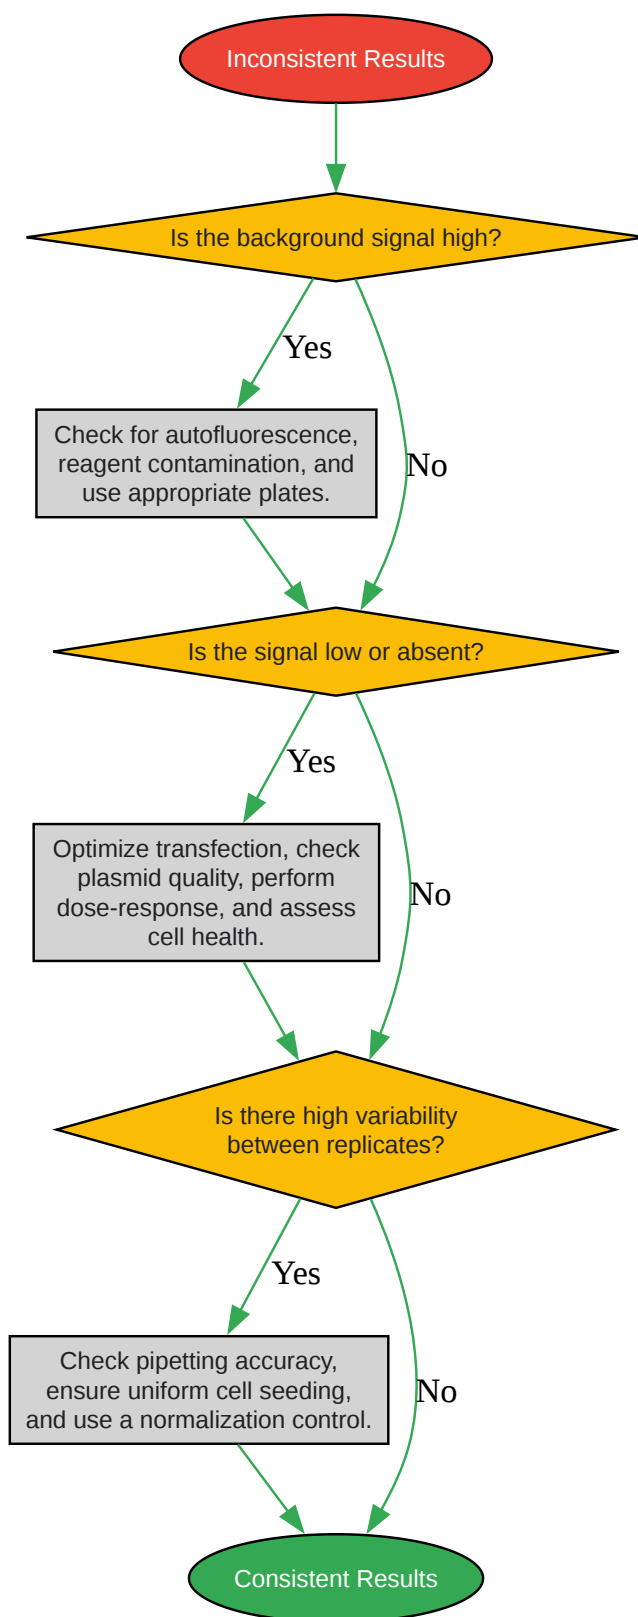 Inconsistent Results
Is the background signal high?
Yes
Check for autofluorescence,
reagent contamination, and
use appropriate plates.
No
Is the signal low or absent?
Yes
Optimize transfection, check
plasmid quality, perform
dose-response, and assess
cell health.
No
Is there high variability
between replicates?
Yes
Check pipetting accuracy,
ensure uniform cell seeding,
and use a normalization control.
No
Consistent Results